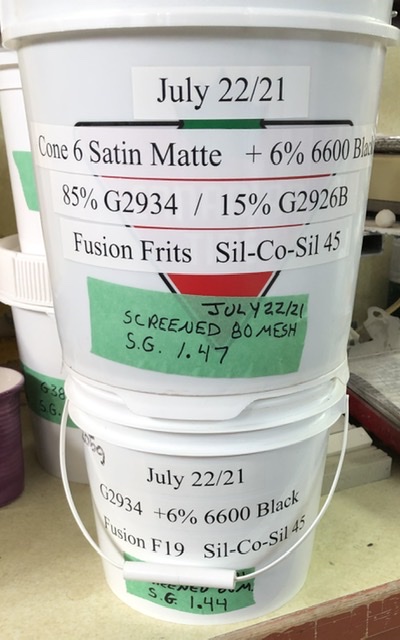 July 22/21
Cone 6 Satin Matte + 6% 6600 Black
85% G2934 / 15% G2926B
Fusion Frits Sil-Co-Sil 45
JULY 22/21
SCREENED 80 MESH
S.G. 1.47
G38
S.G.
July 22/21
G2934 +6% 6600 Black
Fusion F19 Sil-Co-Sil 45
S.G. 1.44